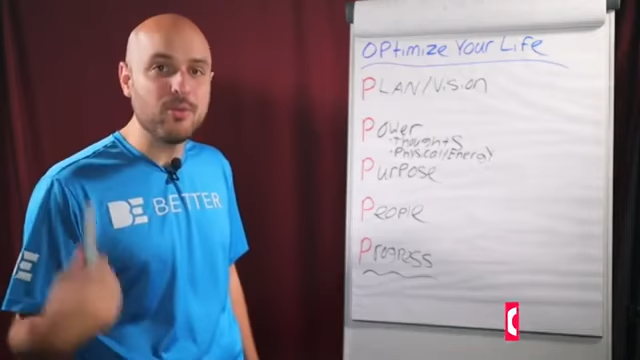 OPtimize Your Life
PLAN/Vision
Power
• Thoughts
• Physical/Energy
Purpose
People
Progress
BE BETTER
E